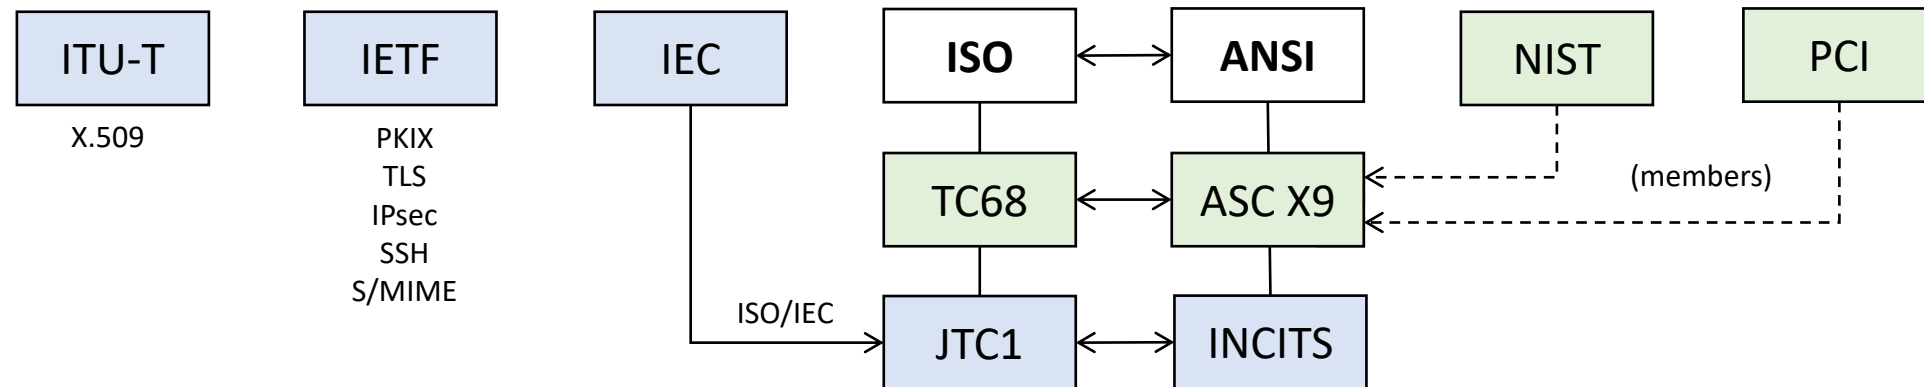 ITU-T
IETF
IEC
ISO
ANSI
NIST
PCI
X.509
PKIX
TLS
IPsec
SSH
S/MIME
TC68
ASC X9
(members)
ISO/IEC
JTC1
INCITS